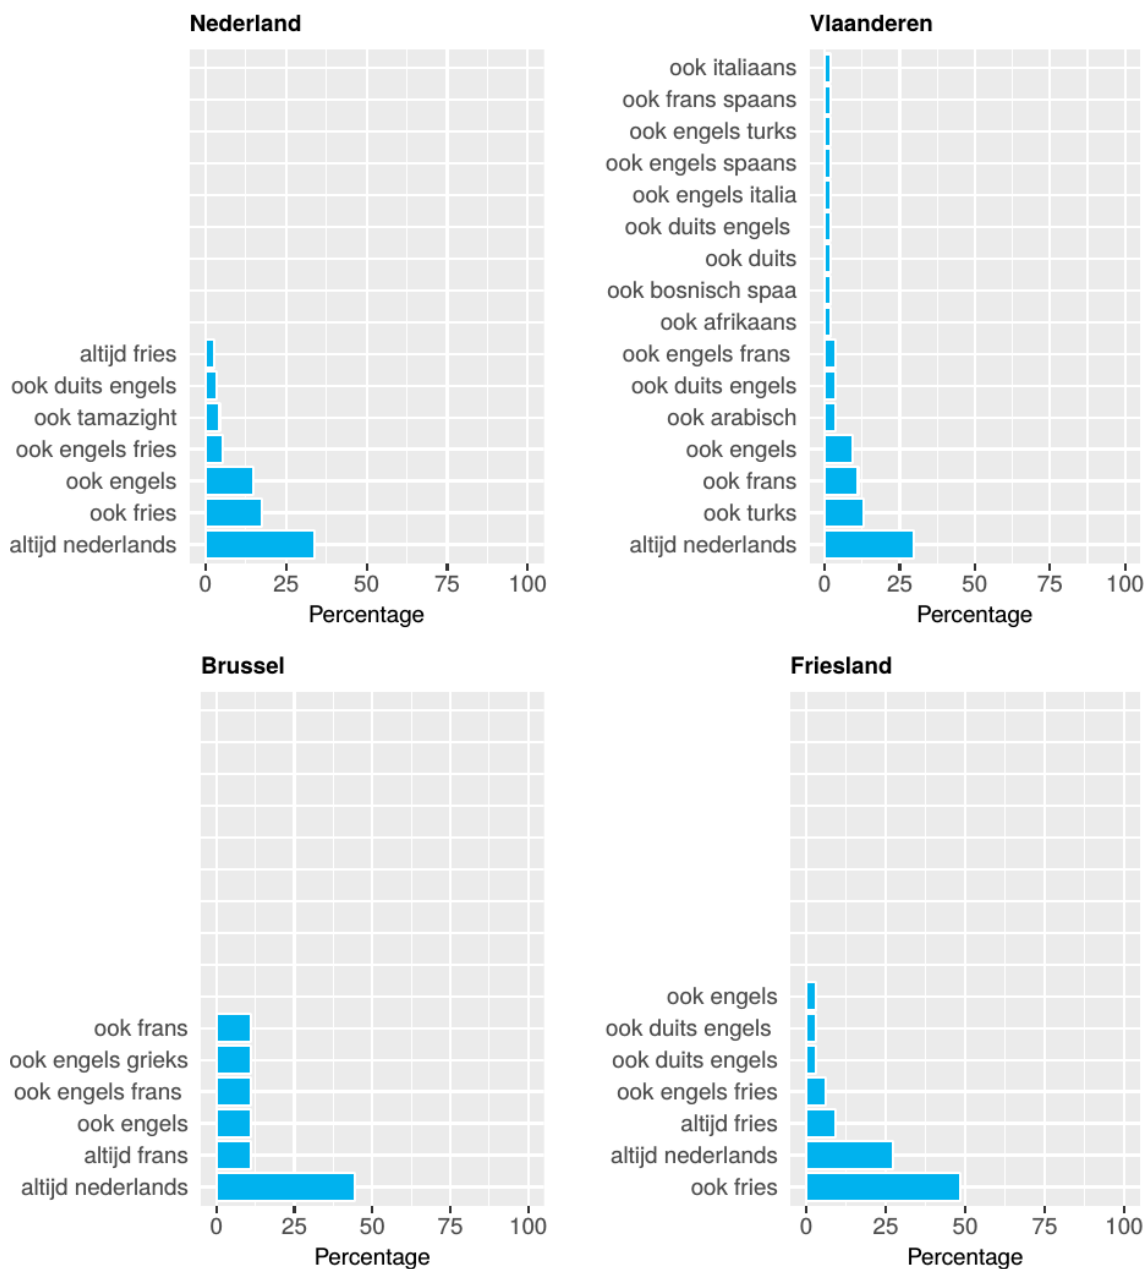 Nederland
altijd fries
ook duits engels
ook tamazight
ook engels fries
ook engels
ook fries
altijd nederlands
0 25 50 75 100
Percentage
Vlaanderen
ook italiaans
ook frans spaans
ook engels turks
ook engels spaans
ook engels italia
ook duits engels
ook duits
ook bosnisch spaa
ook afrikaans
ook engels frans
ook duits engels
ook arabisch
ook engels
ook frans
ook turks
altijd nederlands
0 25 50 75 100
Percentage
Brussel
ook frans
ook engels grieks
ook engels frans
ook engels
altijd frans
altijd nederlands
0 25 50 75 100
Percentage
Friesland
ook engels
ook duits engels
ook duits engels
ook engels fries
altijd fries
altijd nederlands
ook fries
0 25 50 75 100
Percentage